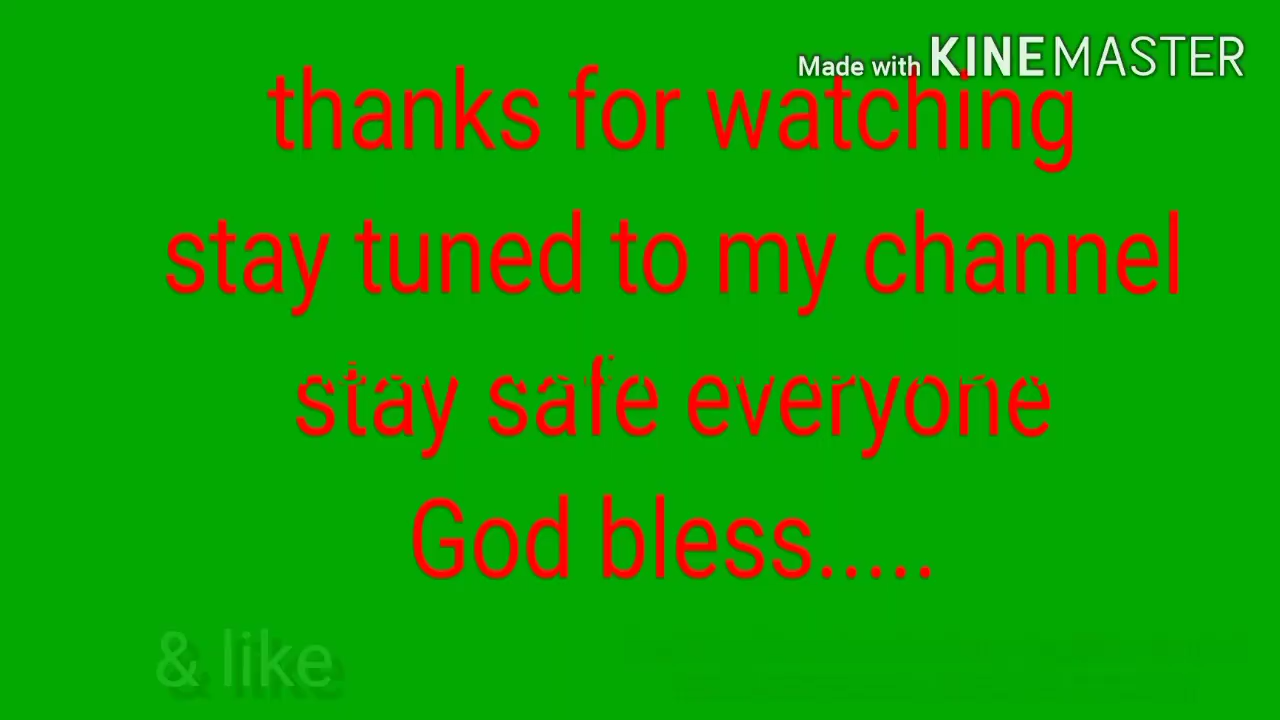 Made with KINEMASTER
thanks for watching
stay tuned to my channel
stay safe everyone
God bless.....
& like